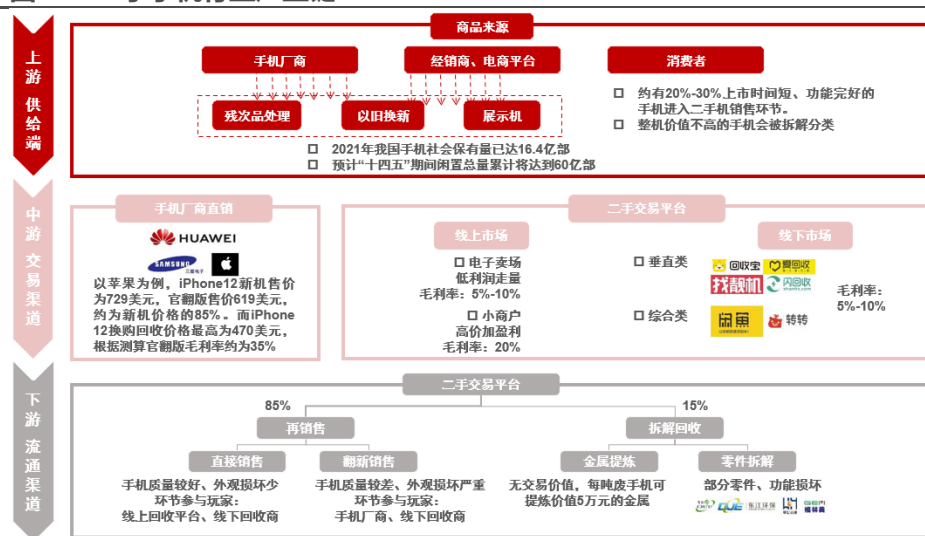 上游 供给端
商品来源
手机厂商
经销商、电商平台
消费者
残次品处理
以旧换新
展示机
□ 约有20%-30%上市时间短、功能完好的
手机进入二手机销售环节。
□ 整机价值不高的手机会被拆解分类
□ 2021年我国手机社会保有量已达16.4亿部
□ 预计“十四五”期间闲置总量累计将达到60亿部
中游 交易渠道
手机厂商直销
HUAWEI
SAMSUNG
三星电子
以苹果为例，iPhone12新机售价
为729美元，官翻版售价619美元，
约为新机价格的85%。而iPhone
12换购回收价格最高为470美元，
根据测算官翻版毛利率约为35%
二手交易平台
线上市场
□ 电子卖场
低利润走量
毛利率：5%-10%
□ 小商户
高价加盈利
毛利率：20%
线下市场
□ 垂直类
回收宝
爱回收
找靓机
闪回收
□ 综合类
闲鱼
转转
毛利率：
5%-10%
下游 流通渠道
二手交易平台
85%
15%
再销售
拆解回收
直接销售
翻新销售
金属提炼
零件拆解
手机质量较好、外观损坏少
环节参与玩家：
线上回收平台、线下回收商
手机质量较差、外观损坏严重
环节参与玩家：
手机厂商、线下回收商
无交易价值，每吨废手机可
提炼价值5万元的金属
部分零件、功能损坏
东江环保
GEM
格林美